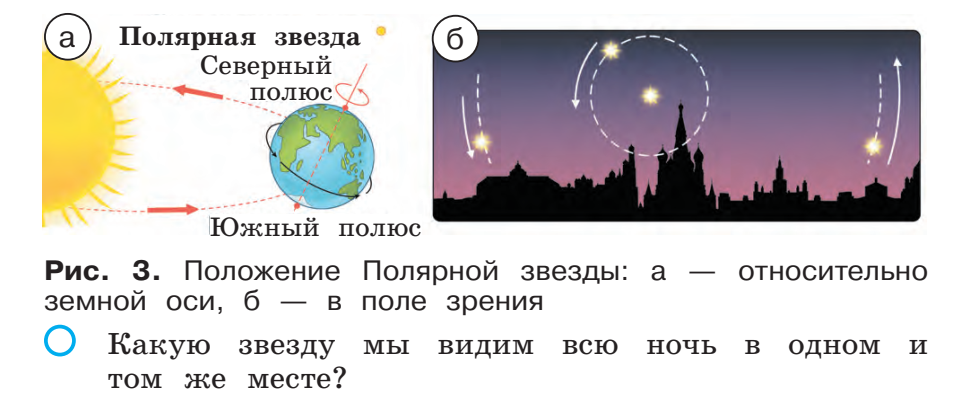 а
Полярная звезда
Северный
полюс
Южный полюс
б
Рис. 3. Положение Полярной звезды: а — относительно
земной оси, б — в поле зрения
Какую звезду мы видим всю ночь в одном и
том же месте?